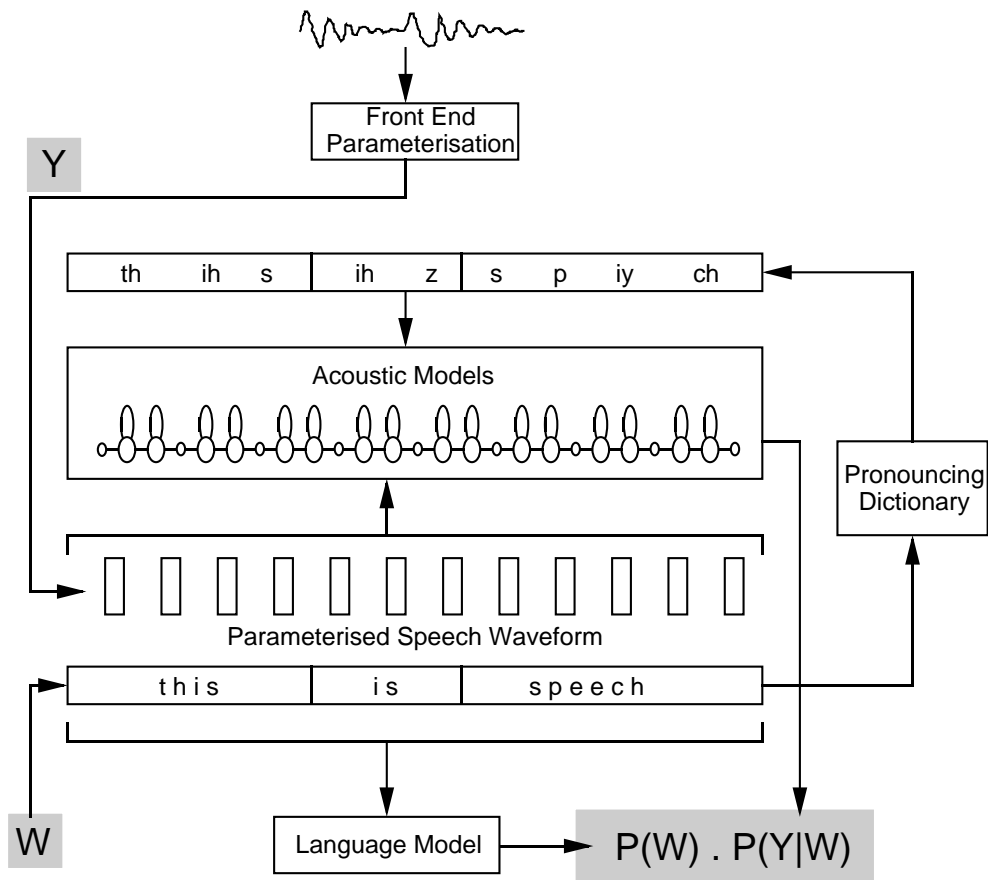 Front End
Parameterisation
Y
th ih s ih z s p iy ch
Acoustic Models
Pronouncing
Dictionary
Parameterised Speech Waveform
this is speech
W
Language Model
P(W) . P(Y|W)